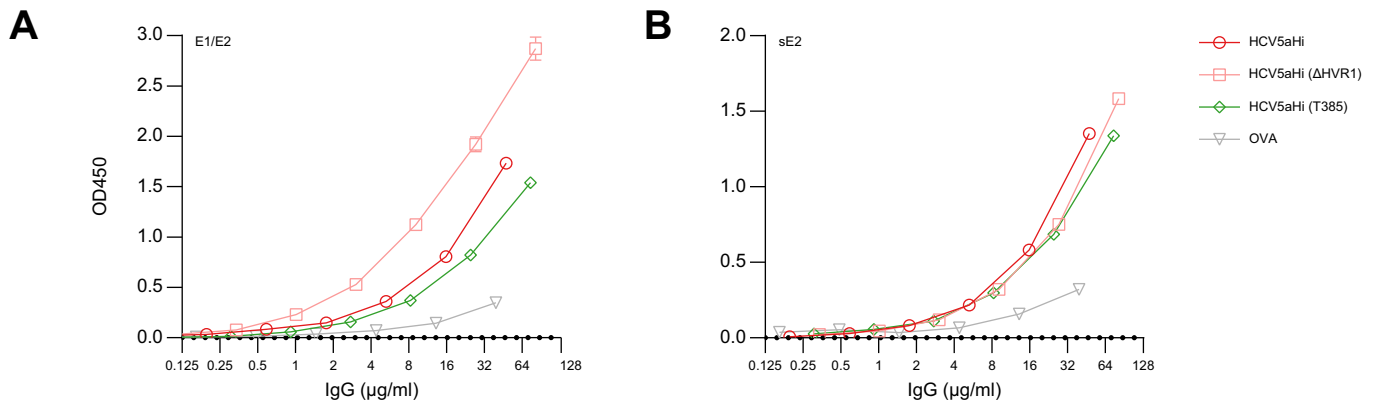 A
E1/E2
OD450
3.0
2.5
2.0
1.5
1.0
0.5
0.0
0.125 0.25 0.5 1 2 4 8 16 32 64 128
IgG (µg/ml)
B
sE2
2.0
1.5
1.0
0.5
0.0
0.125 0.25 0.5 1 2 4 8 16 32 64 128
IgG (µg/ml)
HCV5aHi
HCV5aHi (ΔHVR1)
HCV5aHi (T385)
OVA